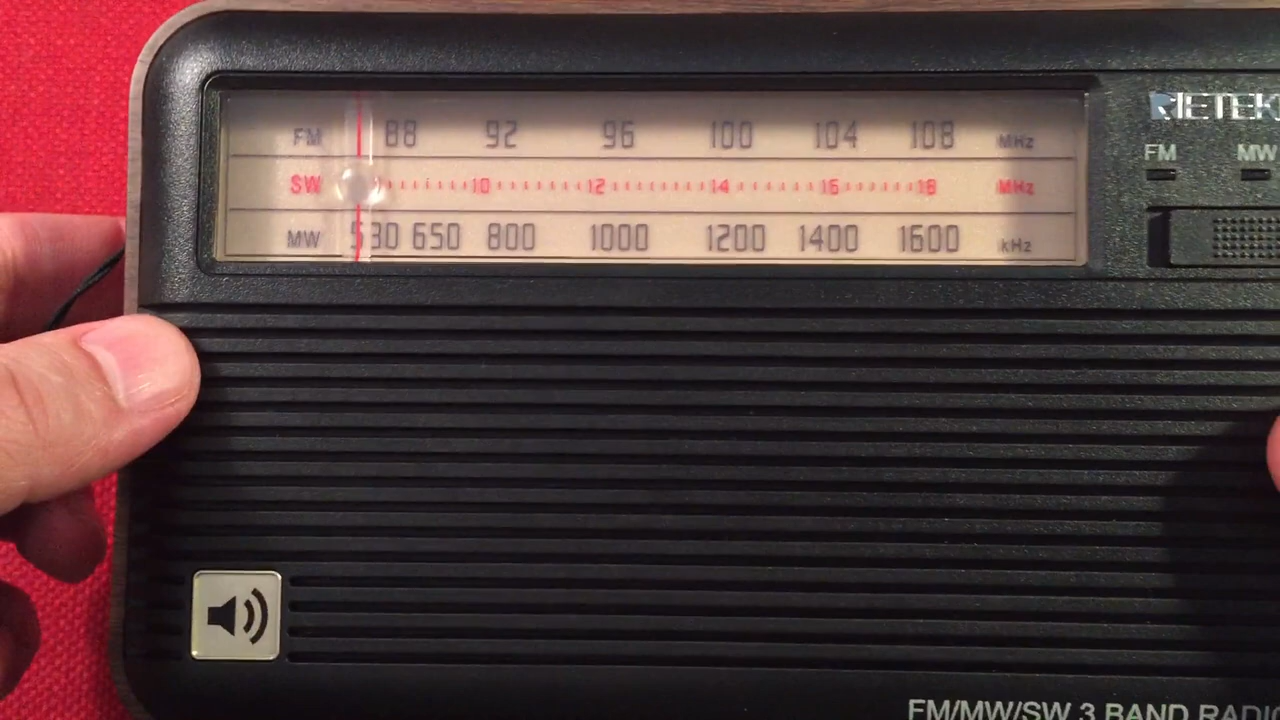 FM 88 92 96 100 104 108 MHz
SW 10 12 14 16 18 MHz
MW 530 650 800 1000 1200 1400 1600 kHz
RETEK
FM MW
FM/MW/SW 3 BAND RADIO